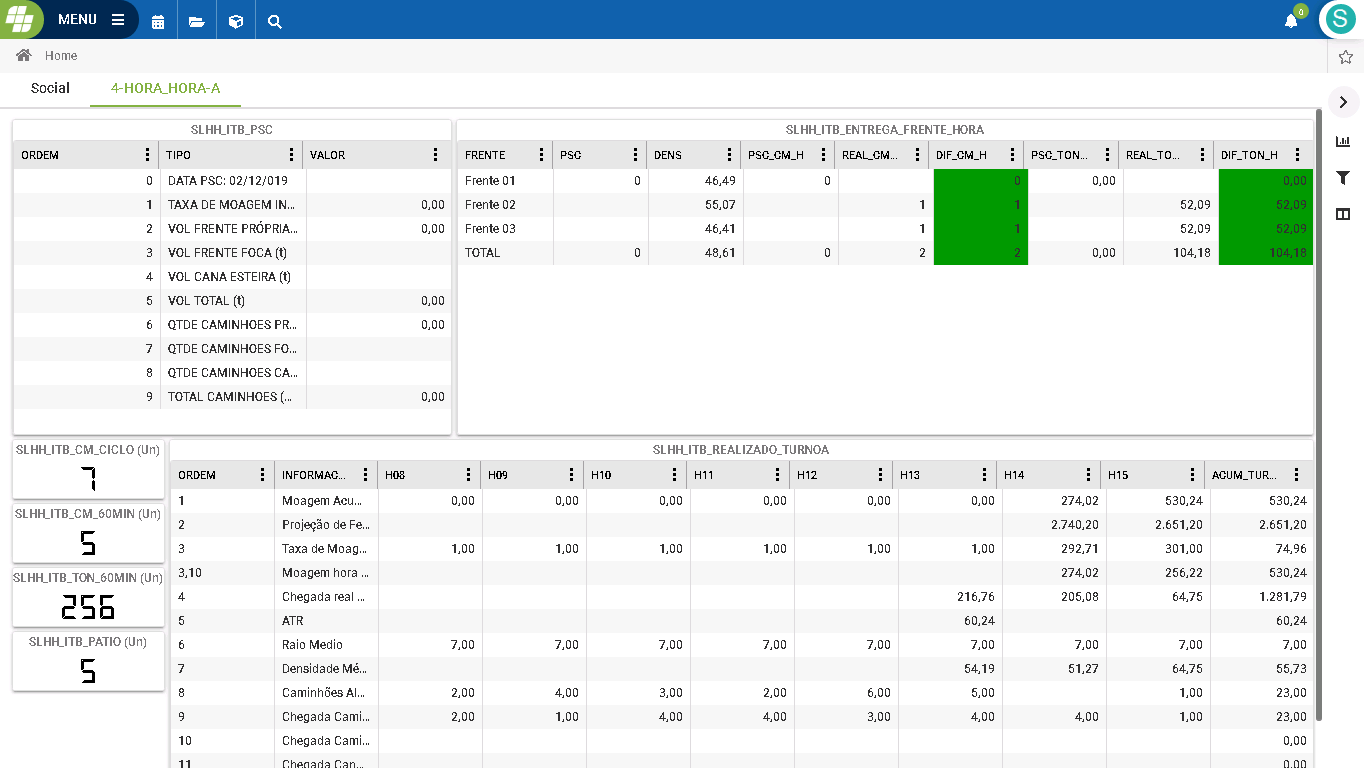 MENU
0
S
Home
Social 4-HORA_HORA-A
SLHH_ITB_PSC
ORDEM TIPO VALOR
0 DATA PSC: 02/12/019
1 TAXA DE MOAGEM IN... 0,00
2 VOL FRENTE PRÓPRIA... 0,00
3 VOL FRENTE FOCA (t)
4 VOL CANA ESTEIRA (t)
5 VOL TOTAL (t) 0,00
6 QTDE CAMINHOES PR... 0,00
7 QTDE CAMINHOES FO...
8 QTDE CAMINHOES CA...
9 TOTAL CAMINHOES (... 0,00
SLHH_ITB_ENTREGA_FRENTE_HORA
FRENTE PSC DENS PSC_CM_H REAL_CM... DIF_CM_H PSC_TON... REAL_TO... DIF_TON_H
Frente 01 0 46,49 0 0 0,00 0,00
Frente 02 55,07 1 1 52,09 52,09
Frente 03 46,41 1 1 52,09 52,09
TOTAL 0 48,61 0 2 2 0,00 104,18 104,18
SLHH_ITB_CM_CICLO (Un)
7
SLHH_ITB_CM_60MIN (Un)
5
SLHH_ITB_TON_60MIN (Un)
256
SLHH_ITB_PATIO (Un)
5
SLHH_ITB_REALIZADO_TURNOA
ORDEM INFORMAC... H08 H09 H10 H11 H12 H13 H14 H15 ACUM_TUR...
1 Moagem Acu... 0,00 0,00 0,00 0,00 0,00 0,00 274,02 530,24 530,24
2 Projeção de Fe... 2.740,20 2.651,20 2.651,20
3 Taxa de Moag... 1,00 1,00 1,00 1,00 1,00 1,00 292,71 301,00 74,96
3,10 Moagem hora ... 274,02 256,22 530,24
4 Chegada real ... 216,76 205,08 64,75 1.281,79
5 ATR 60,24 60,24
6 Raio Medio 7,00 7,00 7,00 7,00 7,00 7,00 7,00 7,00 7,00
7 Densidade Mé... 54,19 51,27 64,75 55,73
8 Caminhões Al... 2,00 4,00 3,00 2,00 6,00 5,00 1,00 23,00
9 Chegada Cami... 2,00 1,00 4,00 4,00 3,00 4,00 4,00 1,00 23,00
10 Chegada Cami... 0,00
11 Chegada Can... 0,00